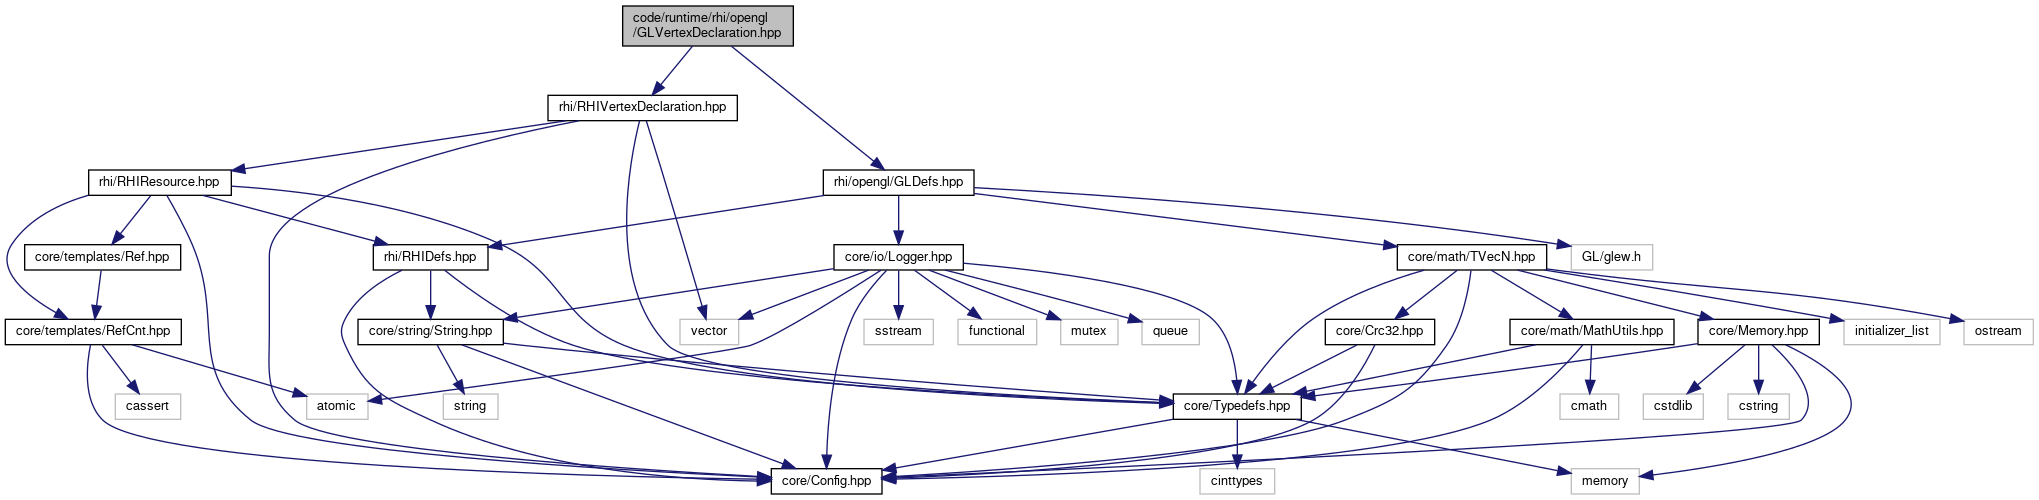 code/runtime/rhi/opengl
/GLVertexDeclaration.hpp
rhi/RHIVertexDeclaration.hpp
rhi/RHIResource.hpp
rhi/opengl/GLDefs.hpp
core/templates/Ref.hpp
rhi/RHIDefs.hpp
core/io/Logger.hpp
core/math/TVecN.hpp
GL/glew.h
core/templates/RefCnt.hpp
core/string/String.hpp
vector
sstream
functional
mutex
queue
core/Crc32.hpp
core/math/MathUtils.hpp
core/Memory.hpp
initializer_list
ostream
cassert
atomic
string
core/Typedefs.hpp
cmath
cstdlib
cstring
core/Config.hpp
cinttypes
memory